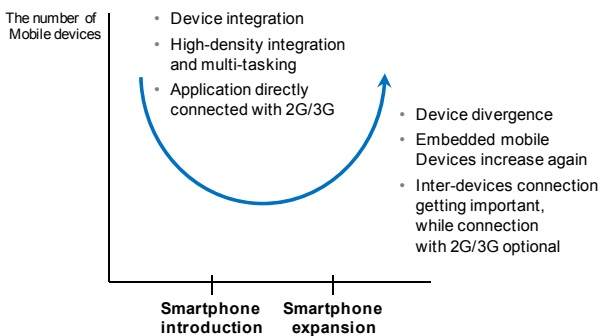 The number of
Mobile devices
• Device integration
• High-density integration
and multi-tasking
• Application directly
connected with 2G/3G
• Device divergence
• Embedded mobile
Devices increase again
• Inter-devices connection
getting important,
while connection
with 2G/3G optional
Smartphone
introduction
Smartphone
expansion